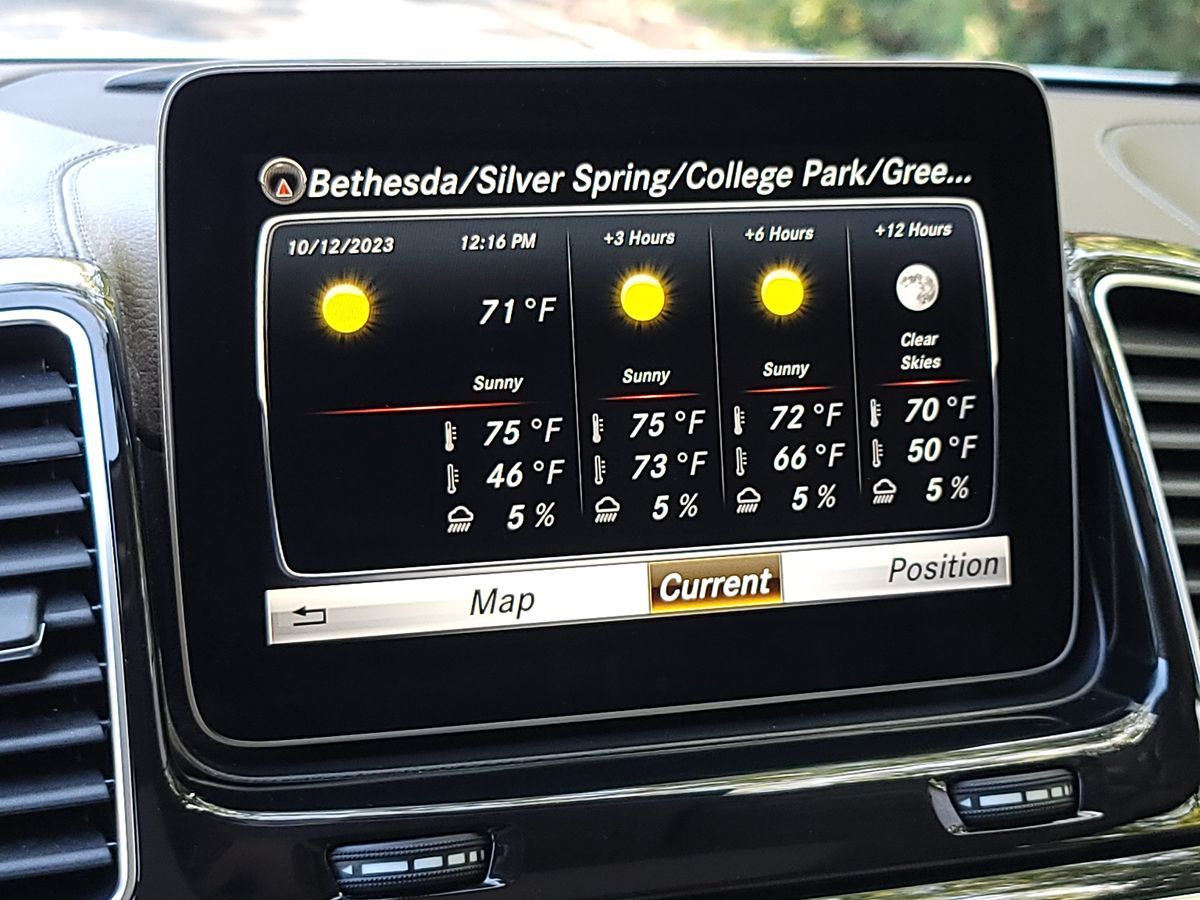 Bethesda/Silver Spring/College Park/Gree...
10/12/2023 12:16 PM +3 Hours +6 Hours +12 Hours
71 °F
Sunny Sunny Sunny Clear Skies
75 °F 75 °F 72 °F 70 °F
46 °F 73 °F 66 °F 50 °F
5 % 5 % 5 % 5 %
Map Current Position